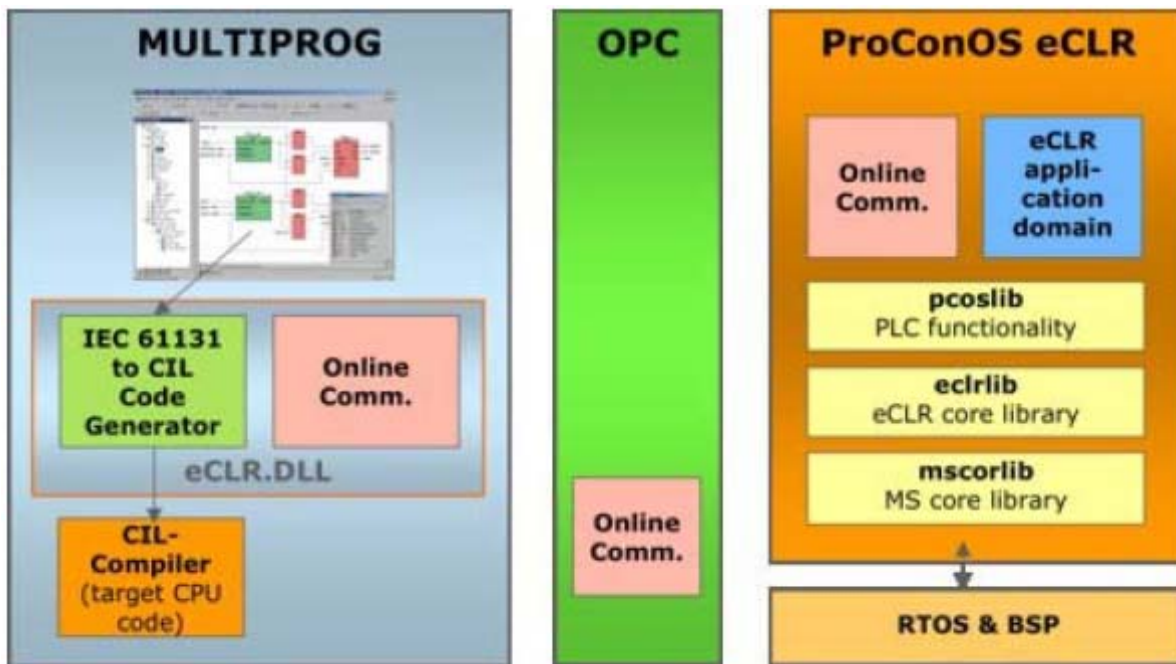 MULTIPROG
IEC 61131
to CIL
Code
Generator
Online
Comm.
eCLR.DLL
CIL-
Compiler
(target CPU
code)
OPC
Online
Comm.
ProConOS eCLR
Online
Comm.
eCLR
appli-
cation
domain
pcoslib
PLC functionality
eclrlib
eCLR core library
mscorlib
MS core library
RTOS & BSP